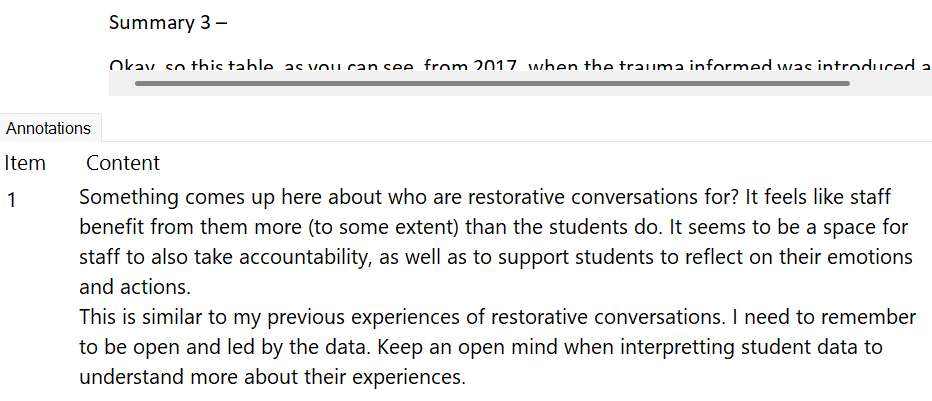 Summary 3 –
Okay, so this table, as you can see, from 2017, when the trauma informed was introduced a
Annotations
Item Content
1 Something comes up here about who are restorative conversations for? It feels like staff
benefit from them more (to some extent) than the students do. It seems to be a space for
staff to also take accountability, as well as to support students to reflect on their emotions
and actions.
This is similar to my previous experiences of restorative conversations. I need to remember
to be open and led by the data. Keep an open mind when interpretting student data to
understand more about their experiences.